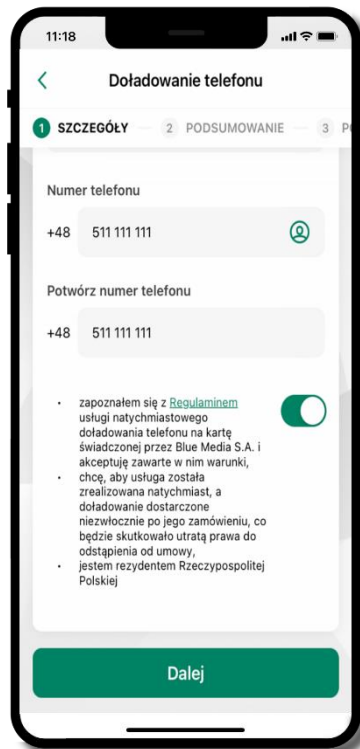 11:18
Doładowanie telefonu
1 SZCZEGÓŁY 2 PODSUMOWANIE 3
Numer telefonu
+48 511 111 111
Potwórz numer telefonu
+48 511 111 111
• zapoznałem się z Regulaminem
usługi natychmiastowego
doładowania telefonu na kartę
świadczonej przez Blue Media S.A. i
akceptuję zawarte w nim warunki,
• chcę, aby usługa została
zrealizowana natychmiast, a
doładowanie dostarczone
niezwłocznie po jego zamówieniu, co
będzie skutkowało utratą prawa do
odstąpienia od umowy,
• jestem rezydentem Rzeczypospolitej
Polskiej
Dalej